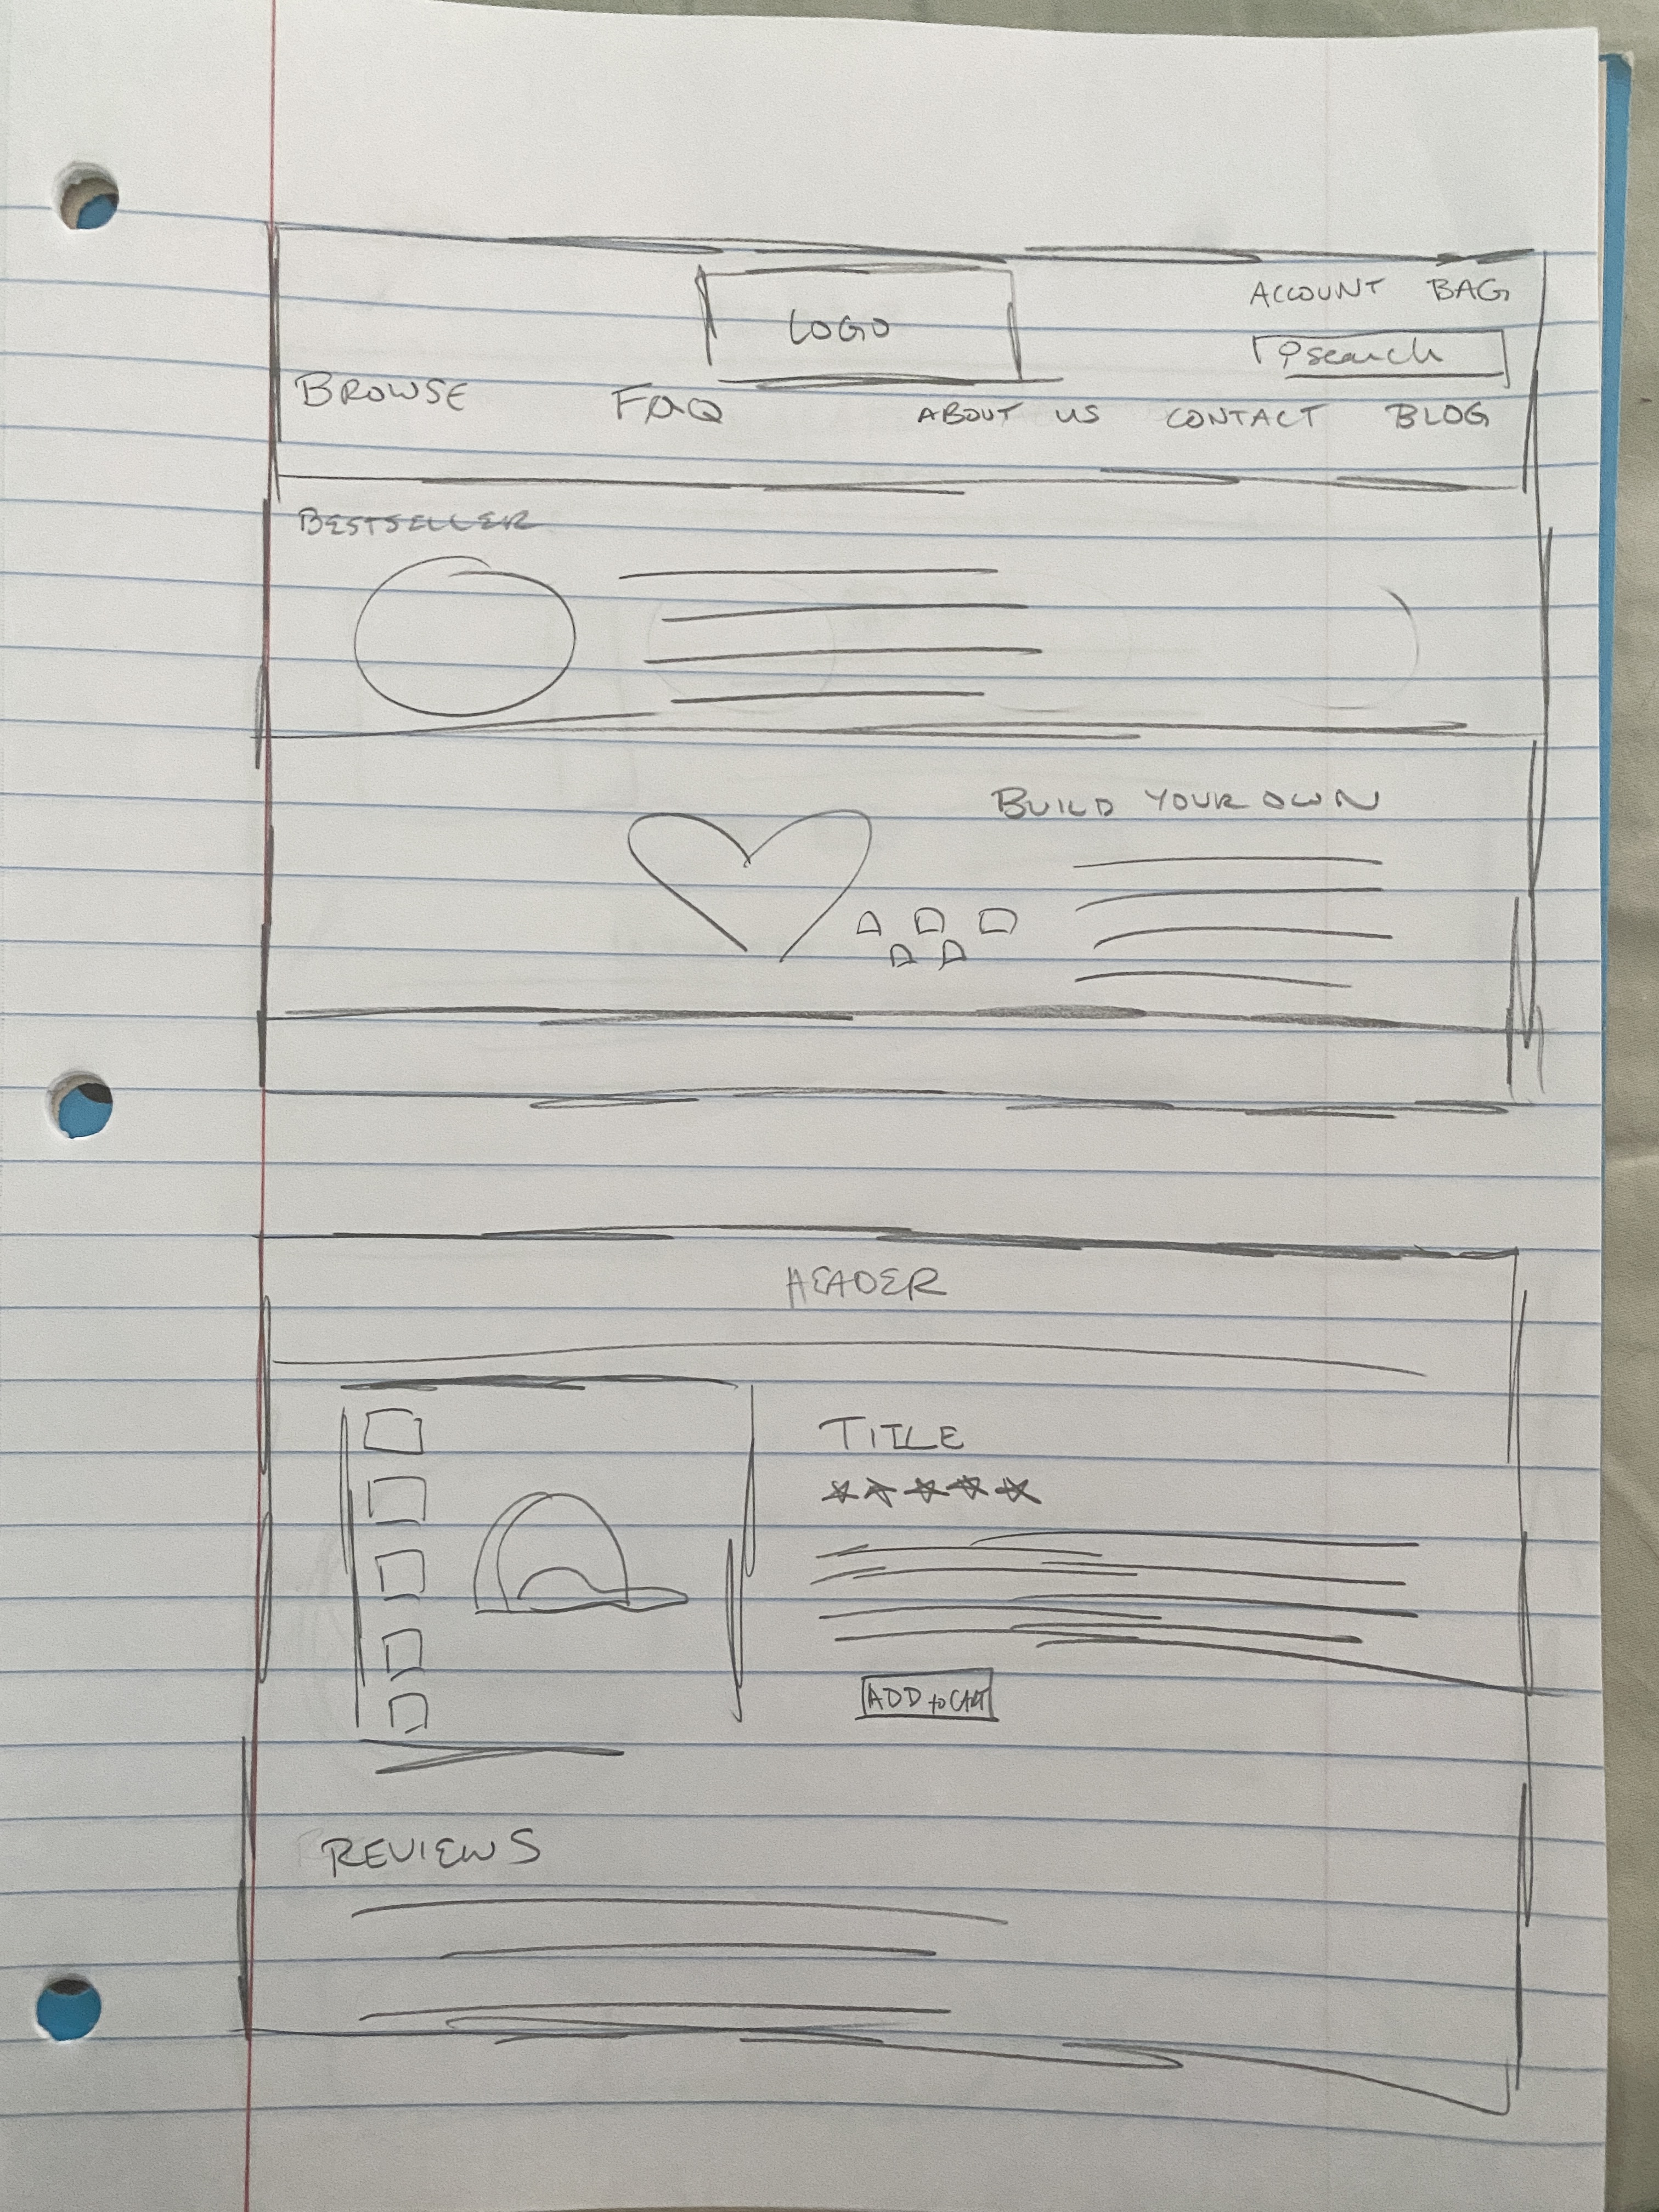 ACCOUNT BAG
LOGO
search
BROWSE FAQ ABOUT US CONTACT BLOG
BESTSELLER
BUILD YOUR OWN
HEADER
TITLE
ADD to CART
REVIEWS